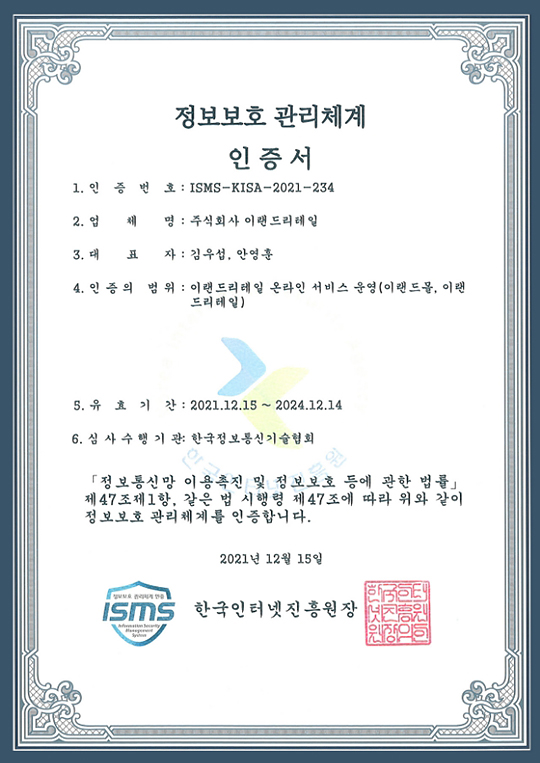 정보보호 관리체계
인 증 서
1. 인 증 번 호 : ISMS-KISA-2021-234
2. 업 체 명 : 주식회사 이랜드리테일
3. 대 표 자 : 김우섭, 안영훈
4. 인 증 의 범 위 : 이랜드리테일 온라인 서비스 운영(이랜드몰, 이랜
드리테일)
5. 유 효 기 간 : 2021.12.15 ~ 2024.12.14
6. 심 사 수 행 기 관: 한국정보통신기술협회
「정보통신망 이용촉진 및 정보보호 등에 관한 법률」
제47조제1항, 같은 법 시행령 제47조에 따라 위와 같이
정보보호 관리체계를 인증합니다.
2021년 12월 15일
정보보호 관리체계 인증
ISMS
Information Security
Management
System
한국인터넷진흥원장